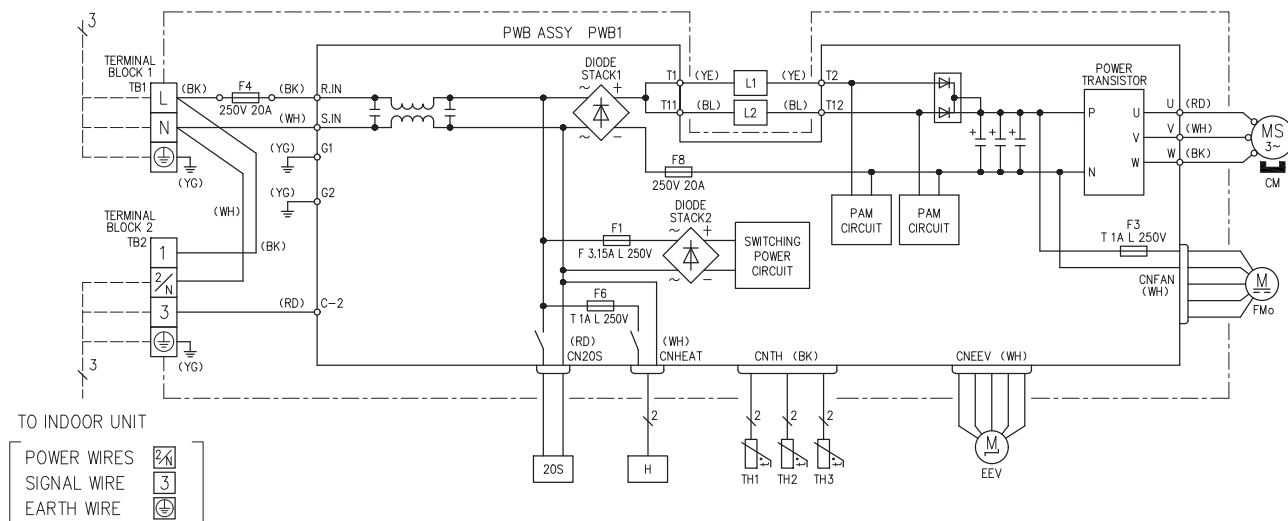 3
TERMINAL
BLOCK 1
TB1
L
N
(YG)
(BK)
F4
250V 20A
(BK)
(WH)
R.IN
S.IN
(YG)
G1
(YG)
G2
PWB ASSY PWB1
DIODE
STACK1
~
+
~
−
T1
(YE)
L1
(YE)
T2
T11
(BL)
L2
(BL)
T12
F8
250V 20A
PAM
CIRCUIT
PAM
CIRCUIT
+
+
+
POWER
TRANSISTOR
P
N
U
V
W
U
(RD)
V
(WH)
W
(BK)
MS
3~
CM
(WH)
(BK)
TERMINAL
BLOCK 2
TB2
1
2/N
3
(YG)
3
(RD)
C-2
F1
F 3.15A L 250V
DIODE
STACK2
~
+
~
−
SWITCHING
POWER
CIRCUIT
F6
T 1A L 250V
F3
T 1A L 250V
CNFAN
(WH)
M
FMo
(RD)
CN20S
(WH)
CNHEAT
CNTH (BK)
CNEEV (WH)
2
2
2
2
20S
H
t°
t°
t°
TH1
TH2
TH3
M
EEV
TO INDOOR UNIT
POWER WIRES 2/N
SIGNAL WIRE 3
EARTH WIRE